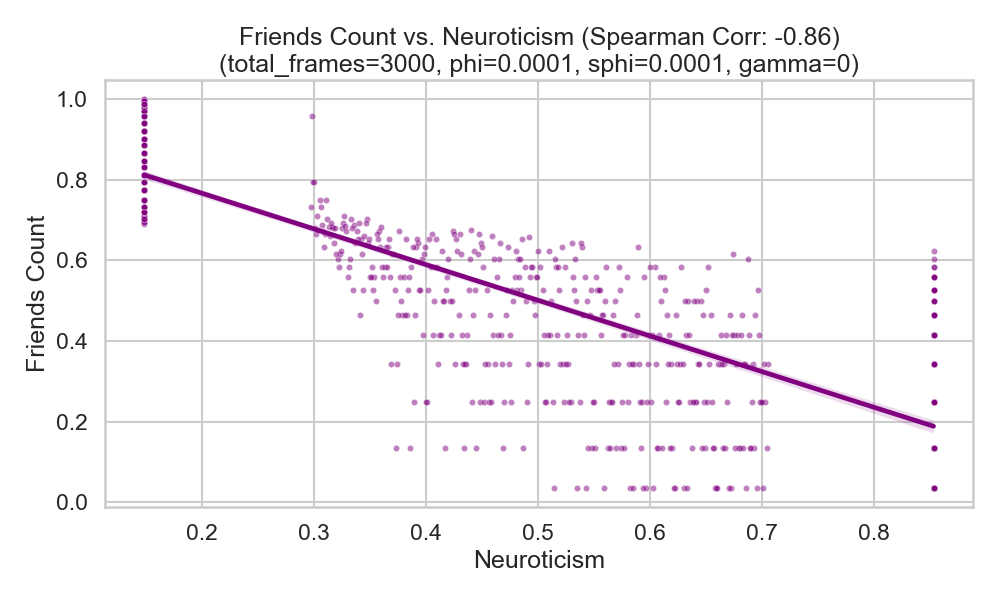 Friends Count vs. Neuroticism (Spearman Corr: -0.86)
(total_frames=3000, phi=0.0001, sphi=0.0001, gamma=0)
Friends Count
1.0
0.8
0.6
0.4
0.2
0.0
0.2 0.3 0.4 0.5 0.6 0.7 0.8
Neuroticism